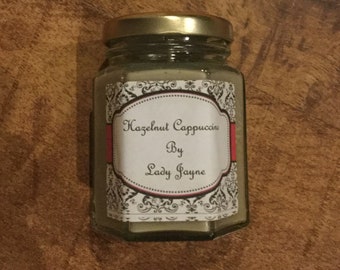 Hazelnut Cappuccino
By
Lady Jayne